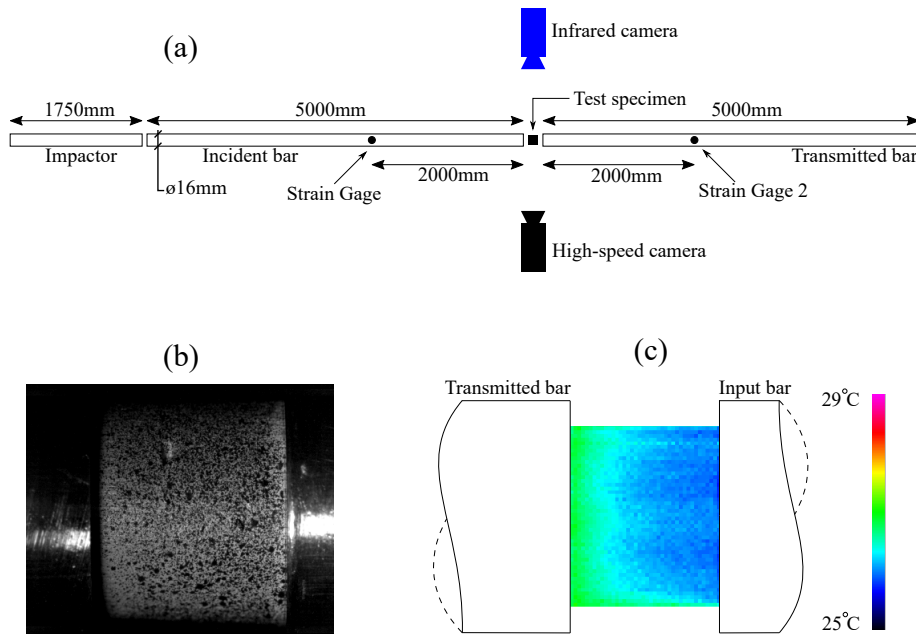 (a)
Infrared camera
Test specimen
1750mm
5000mm
5000mm
Impactor
Incident bar
Transmitted bar
ø16mm
2000mm
2000mm
Strain Gage
Strain Gage 2
High-speed camera
(b)
(c)
Transmitted bar
Input bar
29°C
25°C